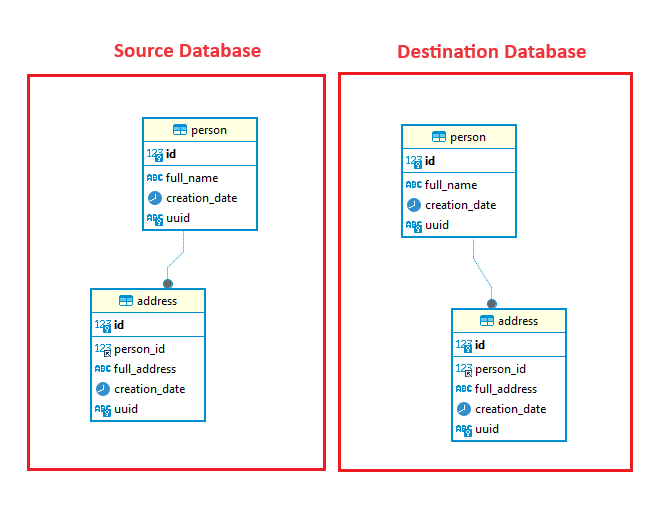 Source Database
person
123 id
ABC full_name
creation_date
ABC uuid
address
123 id
123 person_id
ABC full_address
creation_date
ABC uuid
Destination Database
person
123 id
ABC full_name
creation_date
ABC uuid
address
123 id
123 person_id
ABC full_address
creation_date
ABC uuid